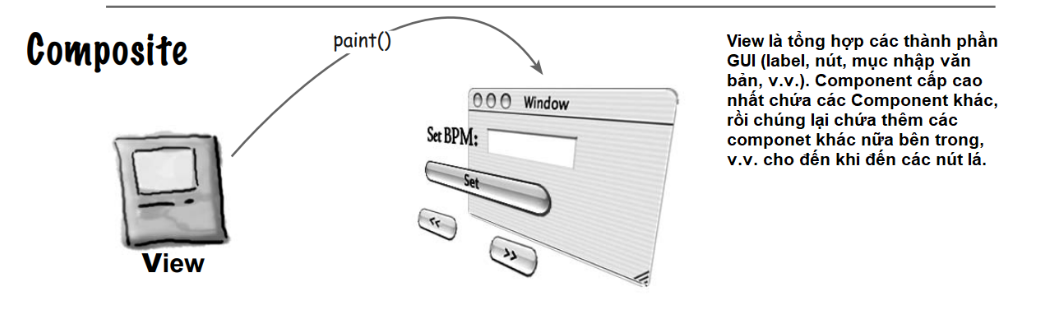 Composite
paint()
View là tổng hợp các thành phần
GUI (label, nút, mục nhập văn
bản, v.v.). Component cấp cao
nhất chứa các Component khác,
rồi chúng lại chứa thêm các
componet khác nữa bên trong,
v.v. cho đến khi đến các nút lá.
Window
Set BPM:
Set
<<
>>
View